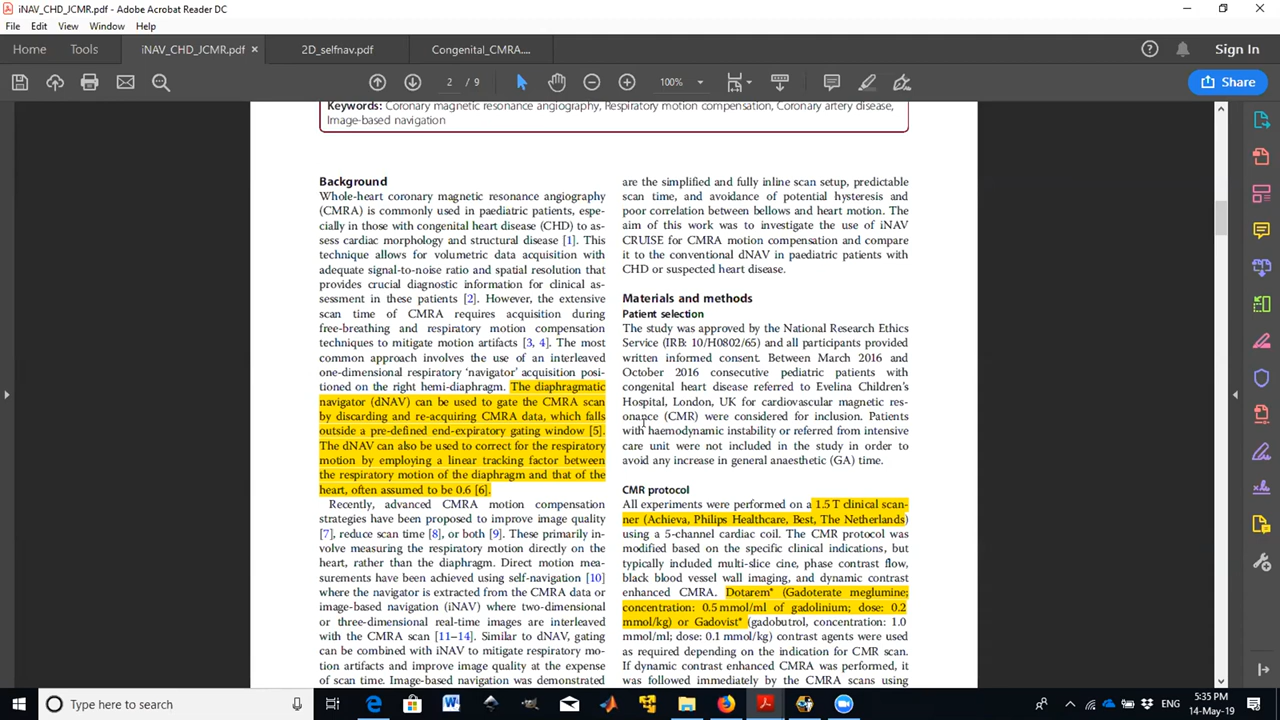 iNAV_CHD_JCMR.pdf - Adobe Acrobat Reader DC
File Edit View Window Help
Home Tools iNAV_CHD_JCMR.pdf × 2D_selfnav.pdf Congenital_CMRA.... Sign In
2 / 9 100% Share
Keywords: Coronary magnetic resonance angiography, Respiratory motion compensation, Coronary artery disease,
Image-based navigation
Background
Whole-heart coronary magnetic resonance angiography
(CMRA) is commonly used in paediatric patients, espe-
cially in those with congenital heart disease (CHD) to as-
sess cardiac morphology and structural disease [1]. This
technique allows for volumetric data acquisition with
adequate signal-to-noise ratio and spatial resolution that
provides crucial diagnostic information for clinical as-
sessment in these patients [2]. However, the extensive
scan time of CMRA requires acquisition during
free-breathing and respiratory motion compensation
techniques to mitigate motion artifacts [3, 4]. The most
common approach involves the use of an interleaved
one-dimensional respiratory 'navigator' acquisition posi-
tioned on the right hemi-diaphragm. The diaphragmatic
navigator (dNAV) can be used to gate the CMRA scan
by discarding and re-acquiring CMRA data, which falls
outside a pre-defined end-expiratory gating window [5].
The dNAV can also be used to correct for the respiratory
motion by employing a linear tracking factor between
the respiratory motion of the diaphragm and that of the
heart, often assumed to be 0.6 [6].
Recently, advanced CMRA motion compensation
strategies have been proposed to improve image quality
[7], reduce scan time [8], or both [9]. These primarily in-
volve measuring the respiratory motion directly on the
heart, rather than the diaphragm. Direct motion mea-
surements have been achieved using self-navigation [10]
where the navigator is extracted from the CMRA data or
image-based navigation (iNAV) where two-dimensional
or three-dimensional real-time images are interleaved
with the CMRA scan [11–14]. Similar to dNAV, gating
can be combined with iNAV to mitigate respiratory mo-
tion artifacts and improve image quality at the expense
of scan time. Image-based navigation was demonstrated
are the simplified and fully inline scan setup, predictable
scan time, and avoidance of potential hysteresis and
poor correlation between bellows and heart motion. The
aim of this work was to investigate the use of iNAV
CRUISE for CMRA motion compensation and compare
it to the conventional dNAV in paediatric patients with
CHD or suspected heart disease.
Materials and methods
Patient selection
The study was approved by the National Research Ethics
Service (IRB: 10/H0802/65) and all participants provided
written informed consent. Between March 2016 and
October 2016 consecutive pediatric patients with
congenital heart disease referred to Evelina Children's
Hospital, London, UK for cardiovascular magnetic res-
onance (CMR) were considered for inclusion. Patients
with haemodynamic instability or referred from intensive
care unit were not included in the study in order to
avoid any increase in general anaesthetic (GA) time.
CMR protocol
All experiments were performed on a 1.5 T clinical scan-
ner (Achieva, Philips Healthcare, Best, The Netherlands)
using a 5-channel cardiac coil. The CMR protocol was
modified based on the specific clinical indications, but
typically included multi-slice cine, phase contrast flow,
black blood vessel wall imaging, and dynamic contrast
enhanced CMRA. Dotarem® (Gadoterate meglumine;
concentration: 0.5 mmol/ml of gadolinium; dose: 0.2
mmol/kg) or Gadovist® (gadobutrol, concentration: 1.0
mmol/ml; dose: 0.1 mmol/kg) contrast agents were used
as required depending on the indication for CMR scan.
If dynamic contrast enhanced CMRA was performed, it
was followed immediately by the CMRA scans using
Type here to search
ENG
5:35 PM
14-May-19